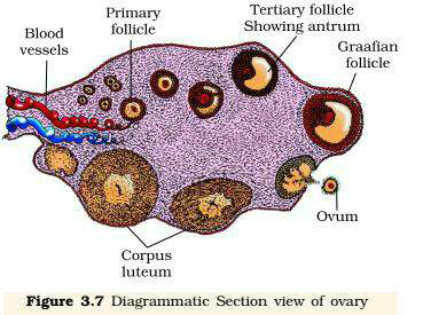 Primary
follicle
Tertiary follicle
Showing antrum
Blood
vessels
Graafian
follicle
Ovum
Corpus
luteum
Figure 3.7 Diagrammatic Section view of ovary